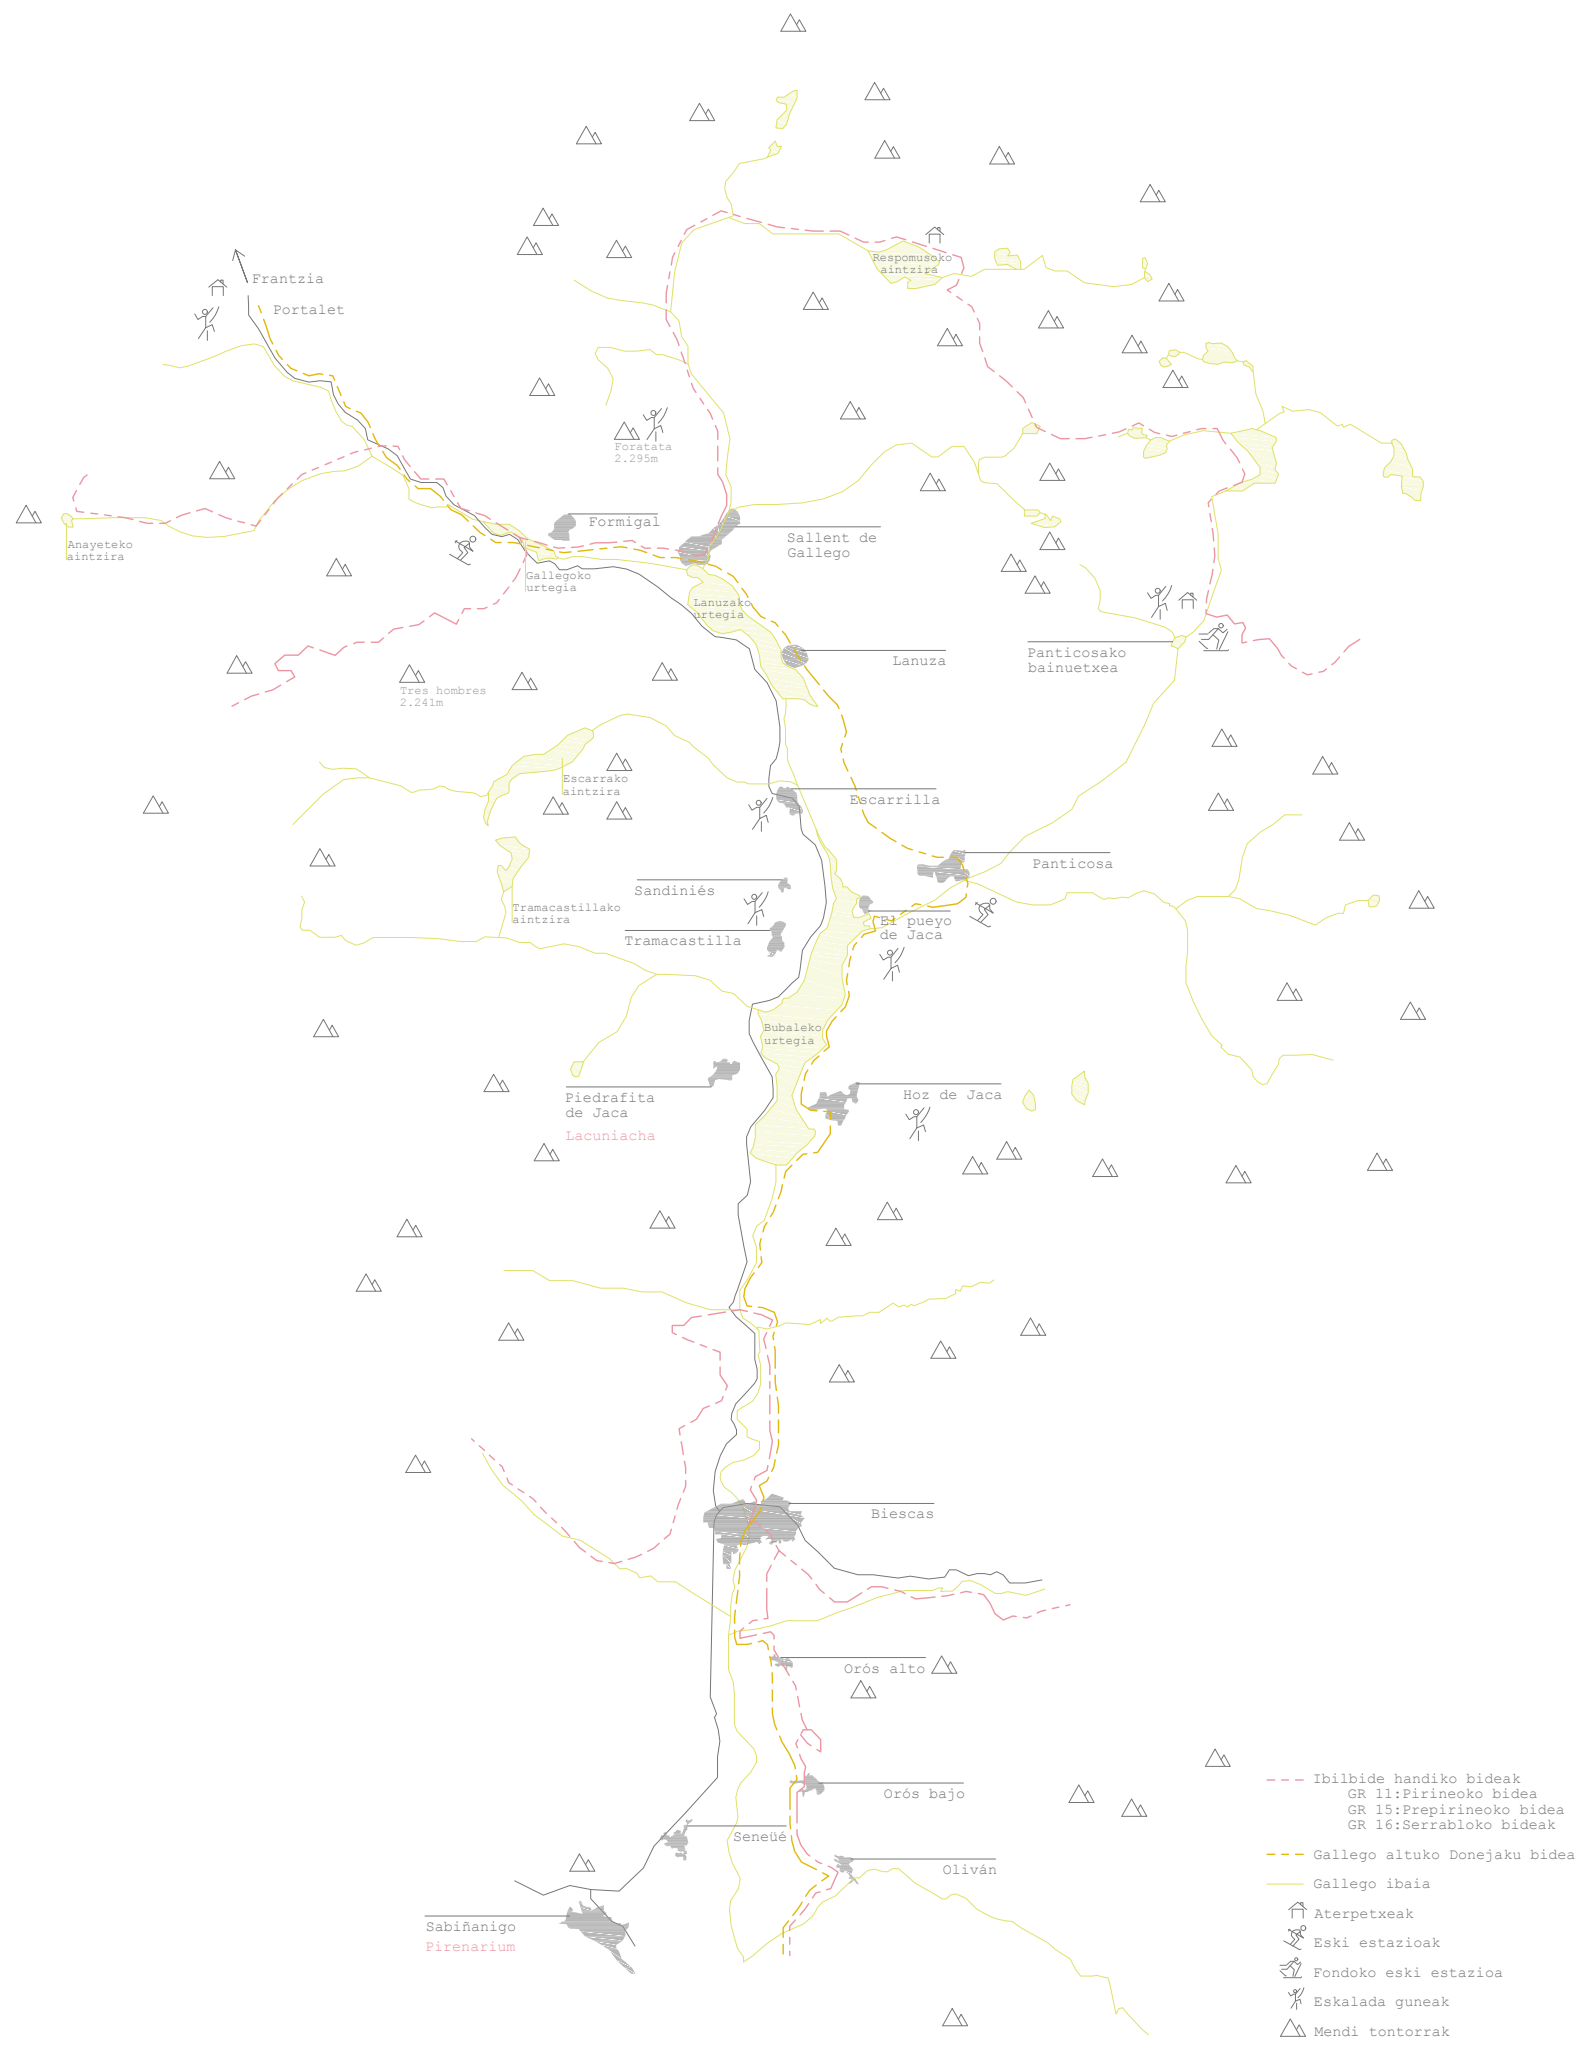 Respomusoko
aintzira
Frantzia
Portalet
Foratata
2.295m
Formigal
Sallent de
Gallego
Anayeteko
aintzira
Gallegoko
urtegia
Lanuzako
urtegia
Lanuza
Panticosako
bainuetxea
Tres hombres
2.241m
Escarrako
aintzira
Escarrilla
Panticosa
Sandiniés
Tramacastillako
aintzira
El pueyo
de Jaca
Tramacastilla
Bubaleko
urtegia
Piedrafita
de Jaca
Lacuniacha
Hoz de Jaca
Biescas
Orós alto
Orós bajo
Seneüé
Oliván
Sabiñanigo
Pirenarium
Ibilbide handiko bideak
GR 11:Pirineoko bidea
GR 15:Prepirineoko bidea
GR 16:Serrabloko bideak
Gallego altuko Donejaku bidea
Gallego ibaia
Aterpetxeak
Eski estazioak
Fondoko eski estazioa
Eskalada guneak
Mendi tontorrak